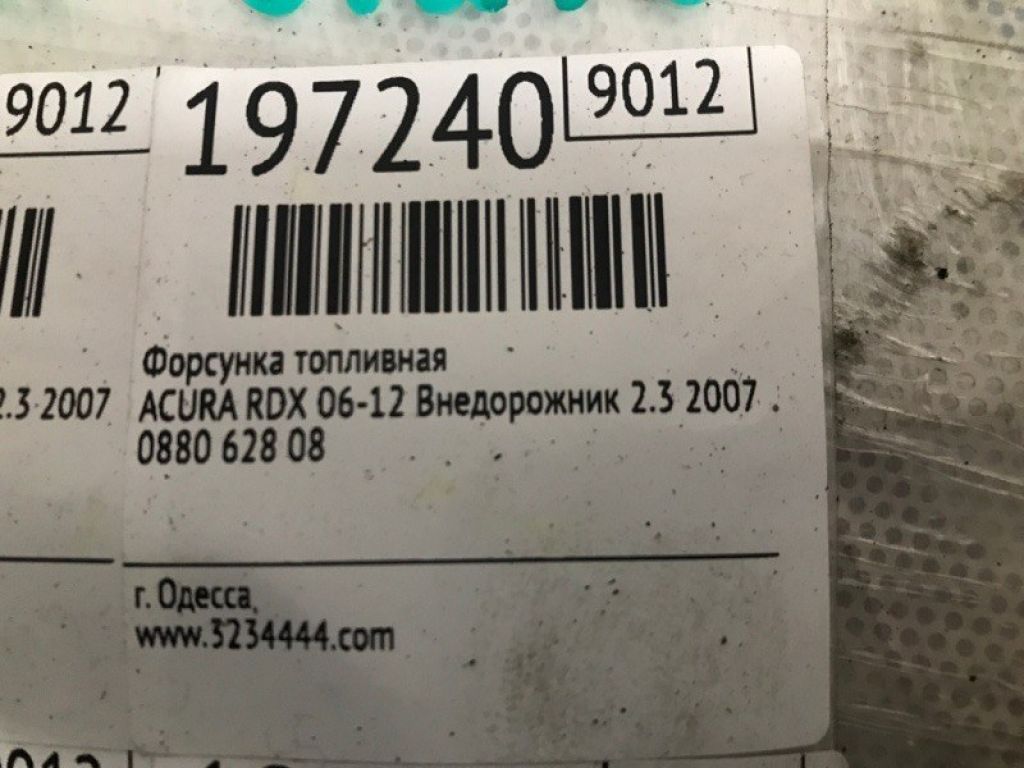 9012
197240
9012
Форсунка топливная
2.3 2007
ACURA RDX 06-12 Внедорожник 2.3 2007 .
0880 628 08
г. Одесса,
www.3234444.com